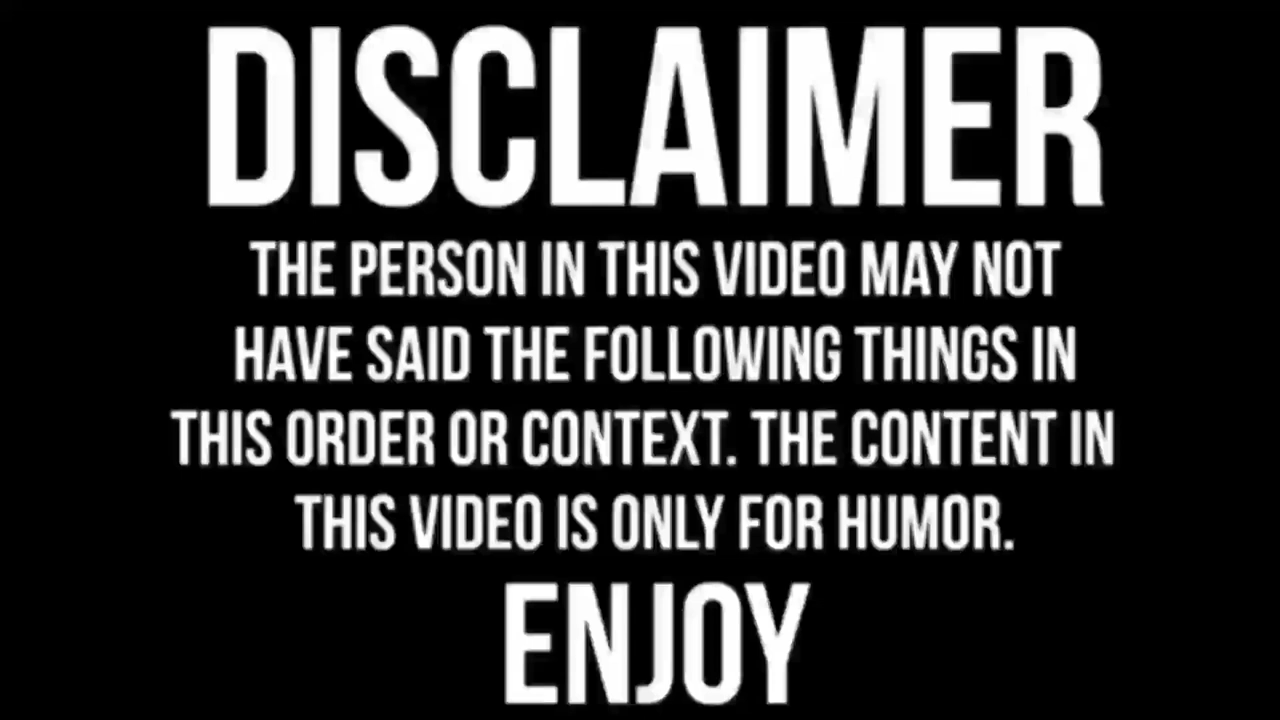 DISCLAIMER
THE PERSON IN THIS VIDEO MAY NOT
HAVE SAID THE FOLLOWING THINGS IN
THIS ORDER OR CONTEXT. THE CONTENT IN
THIS VIDEO IS ONLY FOR HUMOR.
ENJOY